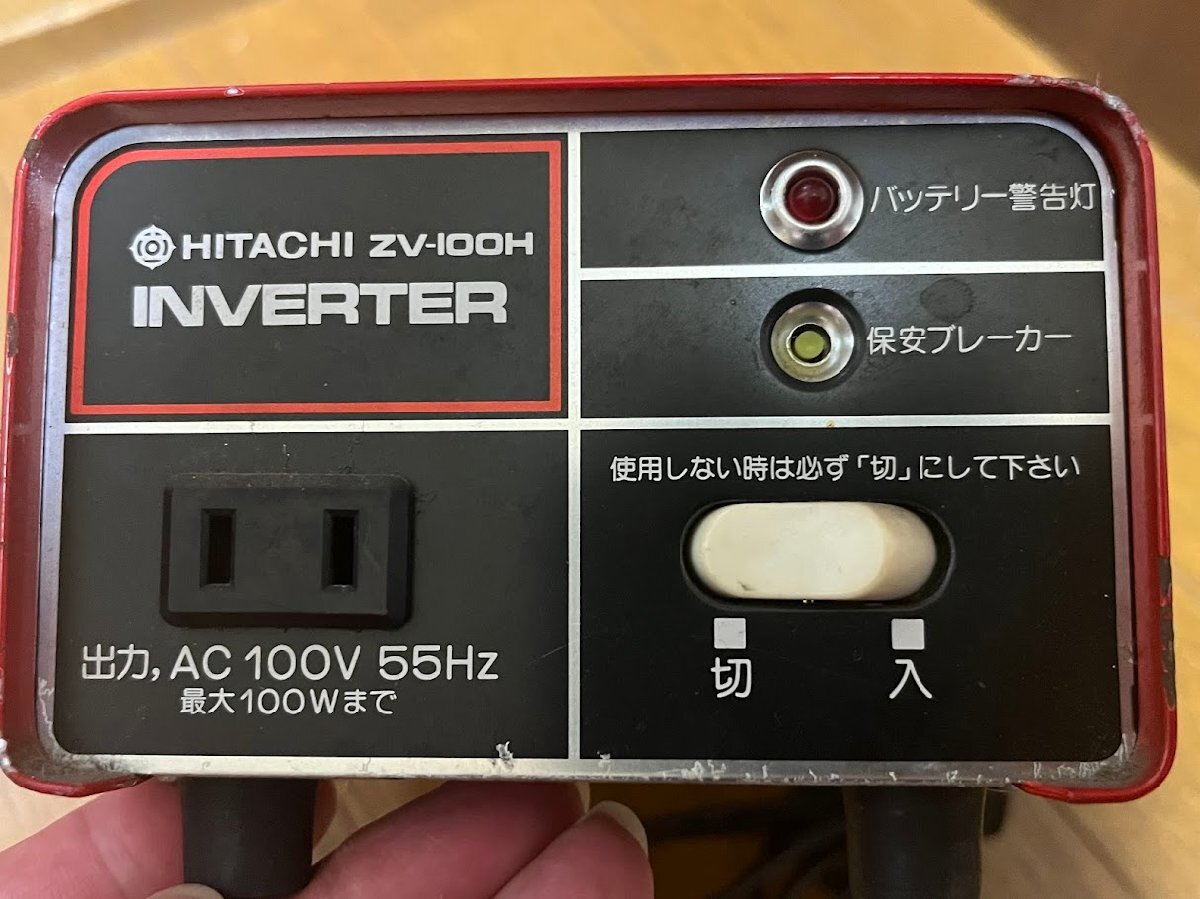 HITACHI ZV-100H
INVERTER
バッテリー警告灯
保安ブレーカー
使用しない時は必ず「切」にして下さい
切
入
出力, AC 100V 55Hz
最大100Wまで